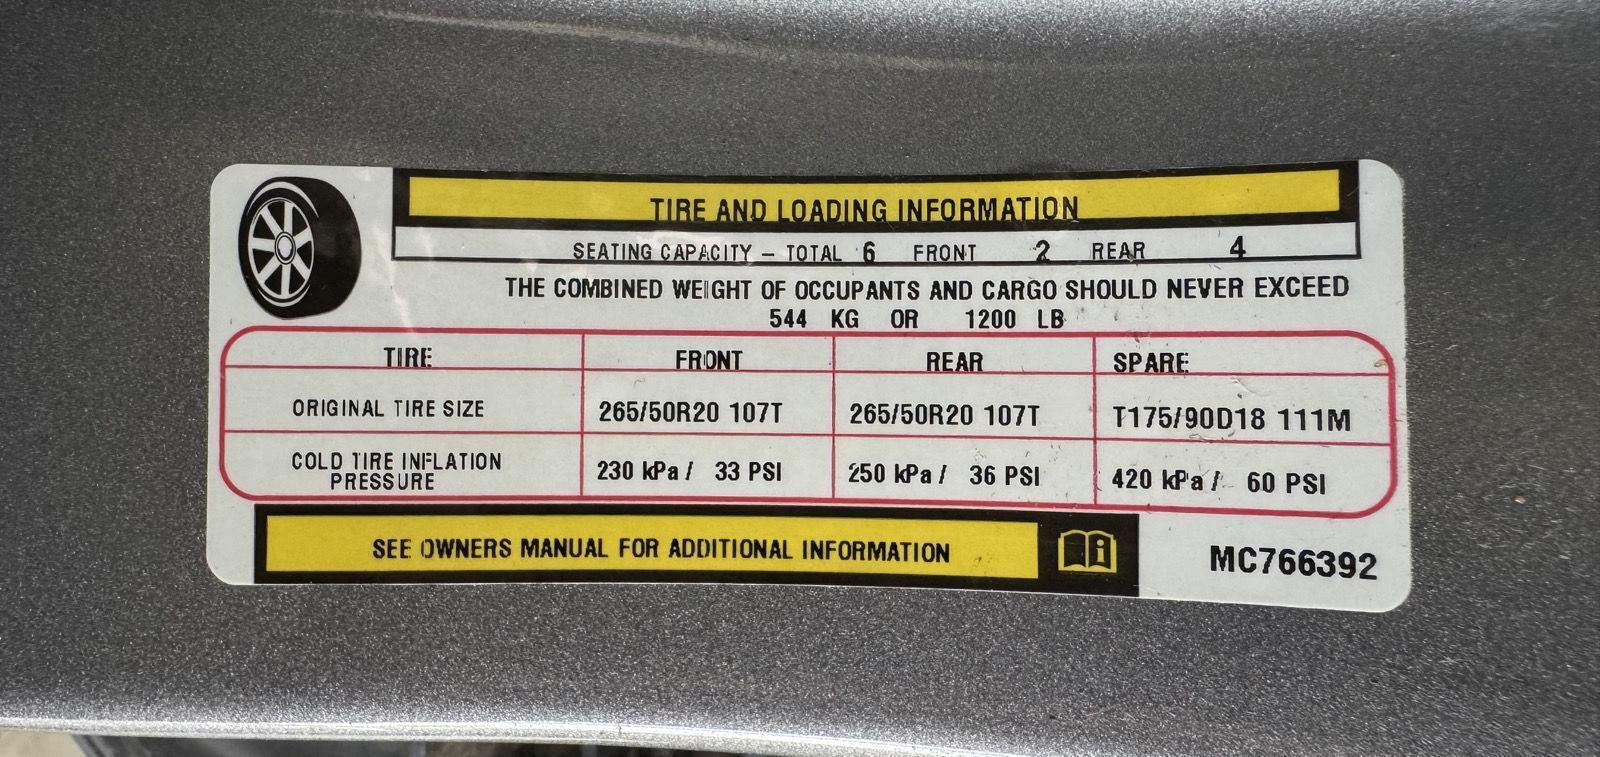 TIRE AND LOADING INFORMATION
SEATING CAPACITY – TOTAL 6 FRONT 2 REAR 4
THE COMBINED WEIGHT OF OCCUPANTS AND CARGO SHOULD NEVER EXCEED
544 KG OR 1200 LB
TIRE FRONT REAR SPARE
ORIGINAL TIRE SIZE 265/50R20 107T 265/50R20 107T T175/90D18 111M
COLD TIRE INFLATION
PRESSURE 230 kPa / 33 PSI 250 kPa / 36 PSI 420 kPa / 60 PSI
SEE OWNERS MANUAL FOR ADDITIONAL INFORMATION
MC766392